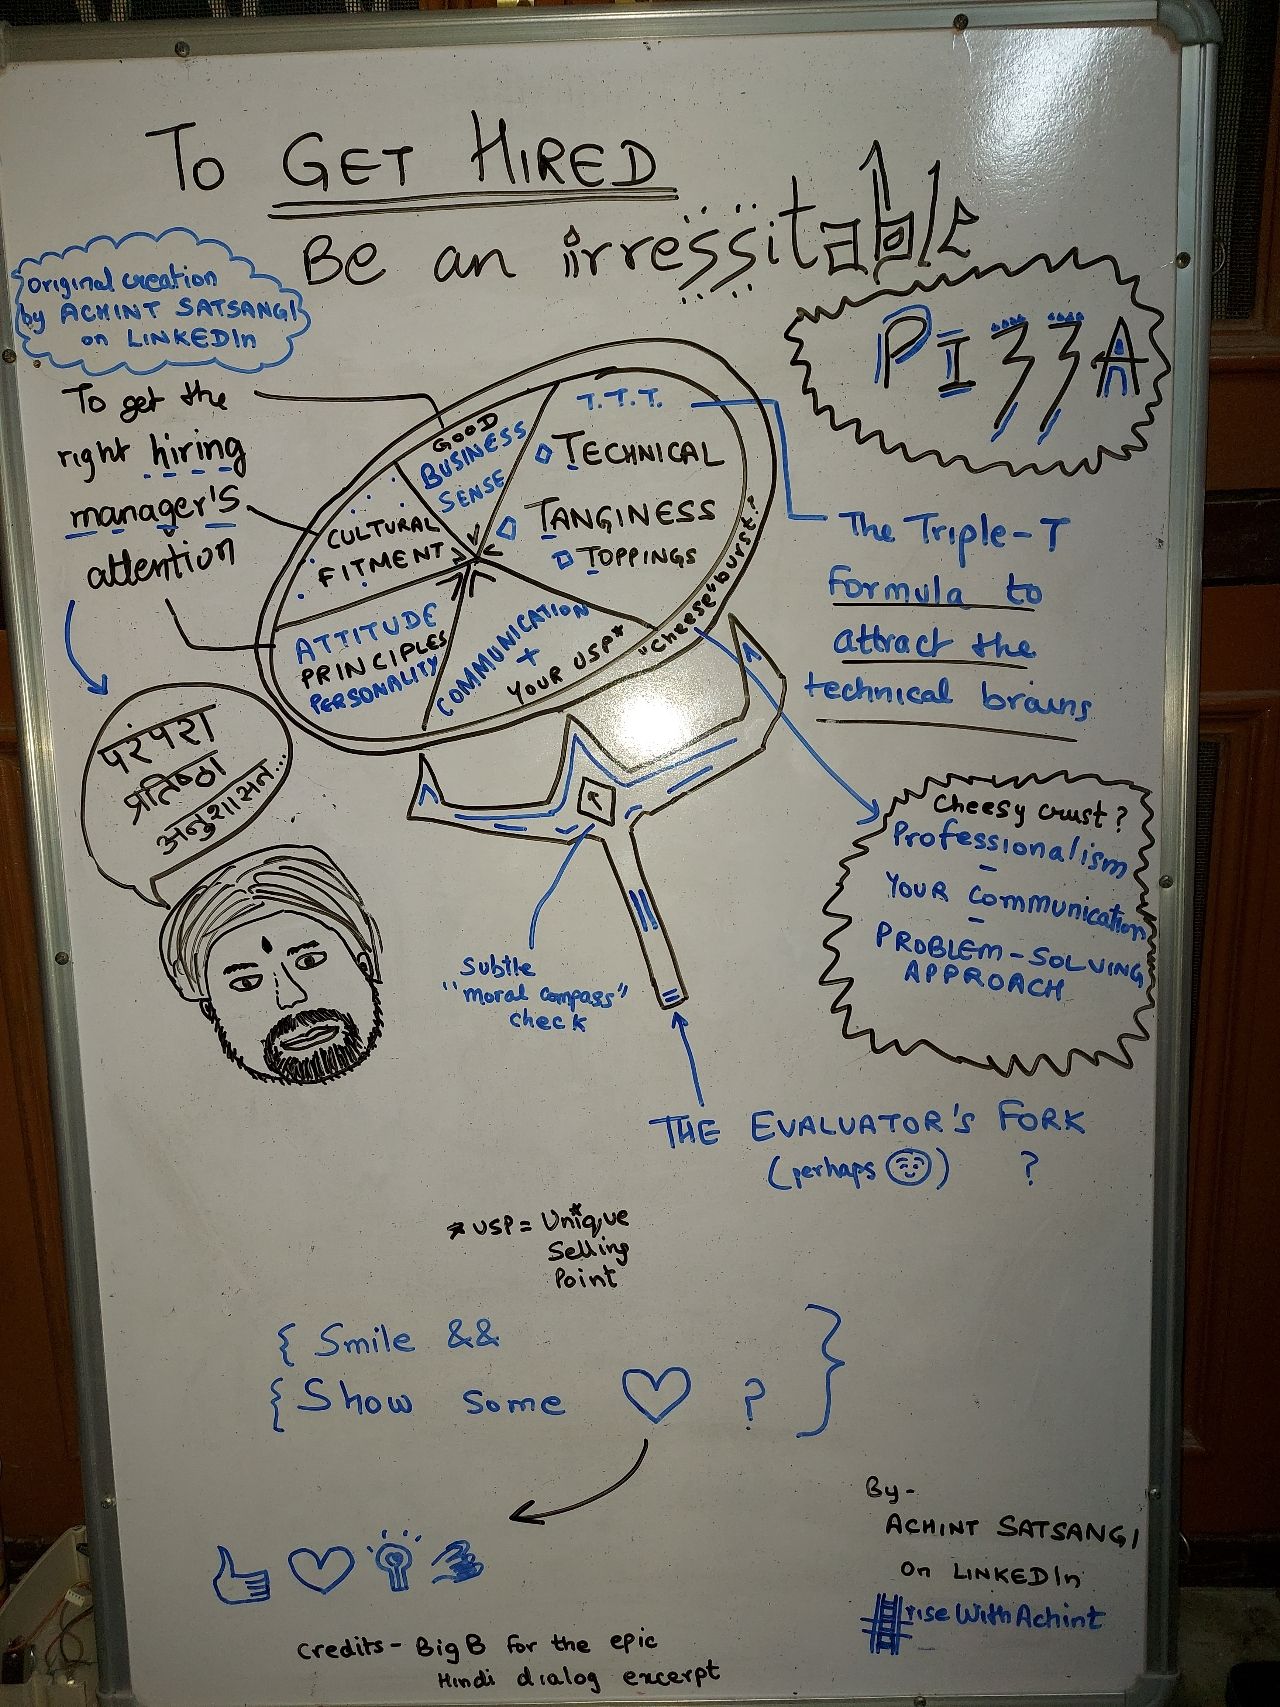 To GET HIRED
Be an irressitable
PIZZA
Original creation
by ACHINT SATSANGI
on LINKEDIn
To get the
right hiring
manager's
attention
GOOD
BUSINESS
SENSE
CULTURAL
FITMENT
ATTITUDE
PRINCIPLES
PERSONALITY
COMMUNICATION
+
YOUR USP*
T.T.T.
TECHNICAL
TANGINESS
TOPPINGS
"Cheese" burst?
The Triple-T
Formula to
attract the
technical brains
परंपरा
प्रतिष्ठा
अनुशासन...
Cheesy crust?
Professionalism
-
YOUR Communication
-
PROBLEM-SOLVING
APPROACH
Subtle
"moral compass"
check
THE EVALUATOR'S FORK
(perhaps 😊) ?
* USP = Unique
Selling
Point
{ Smile &&
{ Show some ♡ ? }
By-
ACHINT SATSANGI
on LINKEDIn
#riseWithAchint
Credits - Big B for the epic
Hindi dialog excerpt